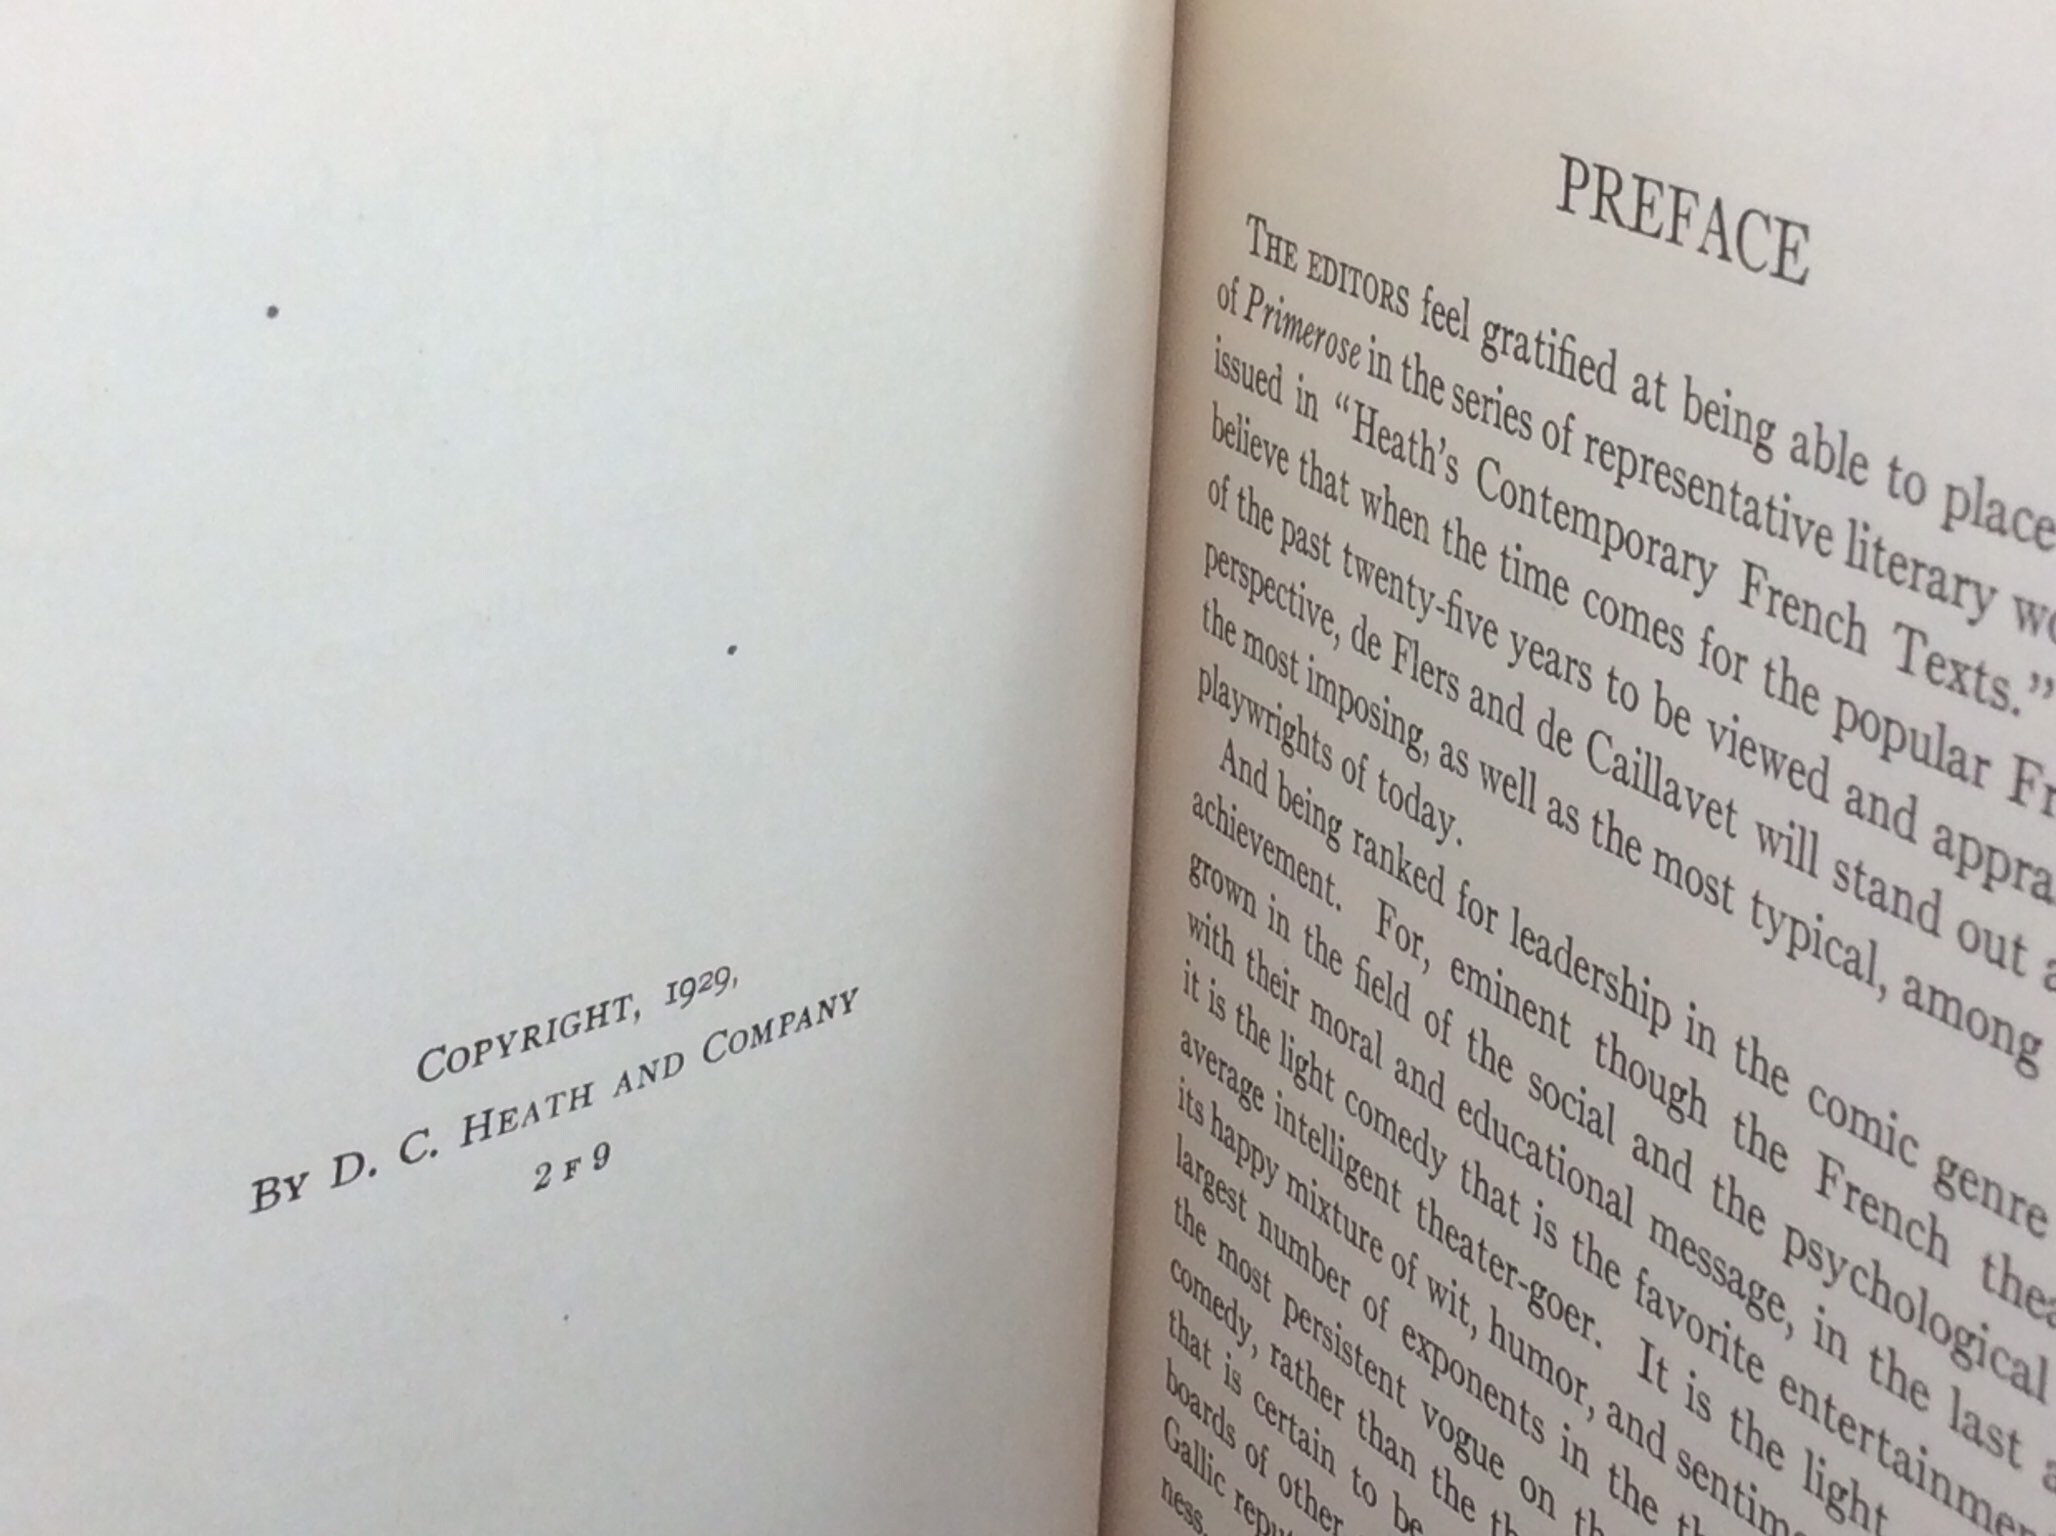 COPYRIGHT, 1929,
BY D. C. HEATH AND COMPANY
2 F 9
PREFACE
THE EDITORS feel gratified at being able to place
of Primerose in the series of representative literary
issued in “Heath’s Contemporary French Texts.”
believe that when the time comes for the popular
of the past twenty-five years to be viewed and
perspective, de Flers and de Caillavet will stand out
the most imposing, as well as the most typical, among
playwrights of today.
And being ranked for leadership in the comic genre
achievement. For, eminent though the French
grown in the field of the social and the psychological
with their moral and educational message, in the last
it is the light comedy that is the favorite entertainment
average intelligent theater-goer. It is the light
its happy mixture of wit, humor, and
largest number of exponents in the
the most persistent vogue on
comedy, rather than the
that is certain to be
boards of other
Gallic
ness.